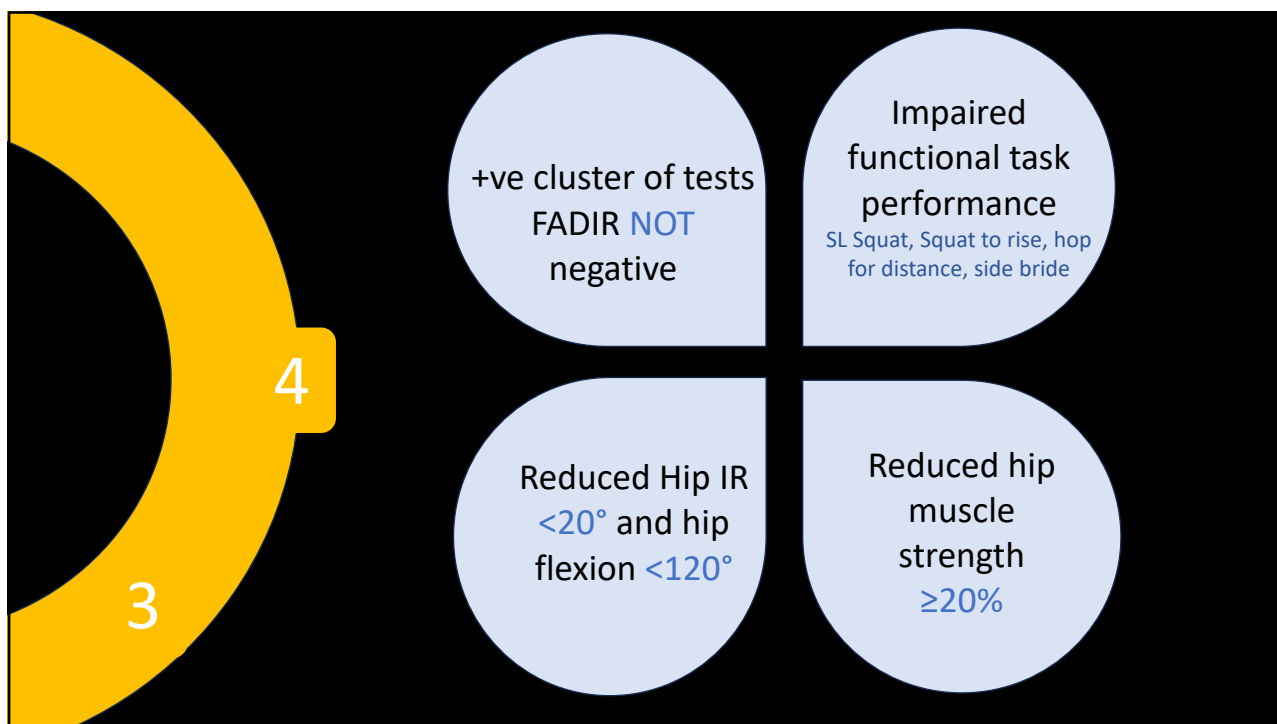 4
3
+ve cluster of tests
FADIR NOT
negative
Impaired
functional task
performance
SL Squat, Squat to rise, hop
for distance, side bride
Reduced Hip IR
<20° and hip
flexion <120°
Reduced hip
muscle
strength
≥20%